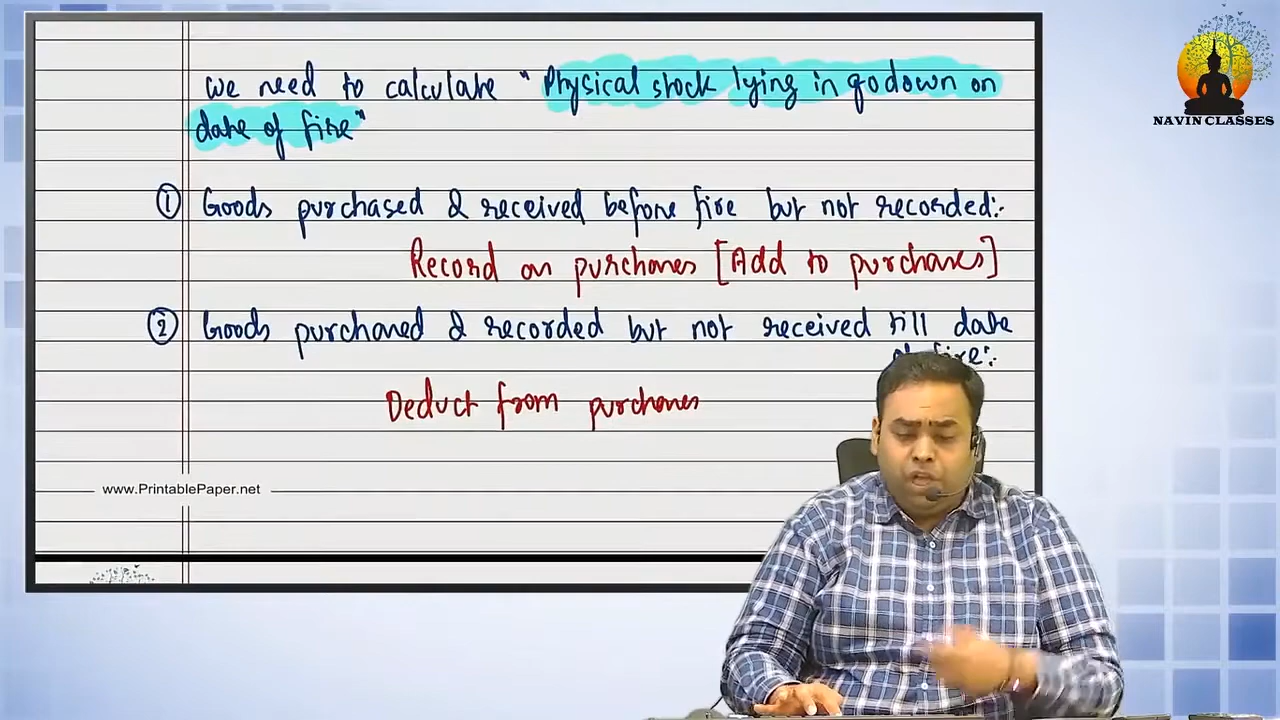 we need to calculate "Physical stock lying in godown on
date of fire"
① Goods purchased & received before fire but not recorded:-
Record as purchases [Add to purchases]
② Goods purchased & recorded but not received till date
of fire:-
Deduct from purchases
www.PrintablePaper.net
NAVIN CLASSES